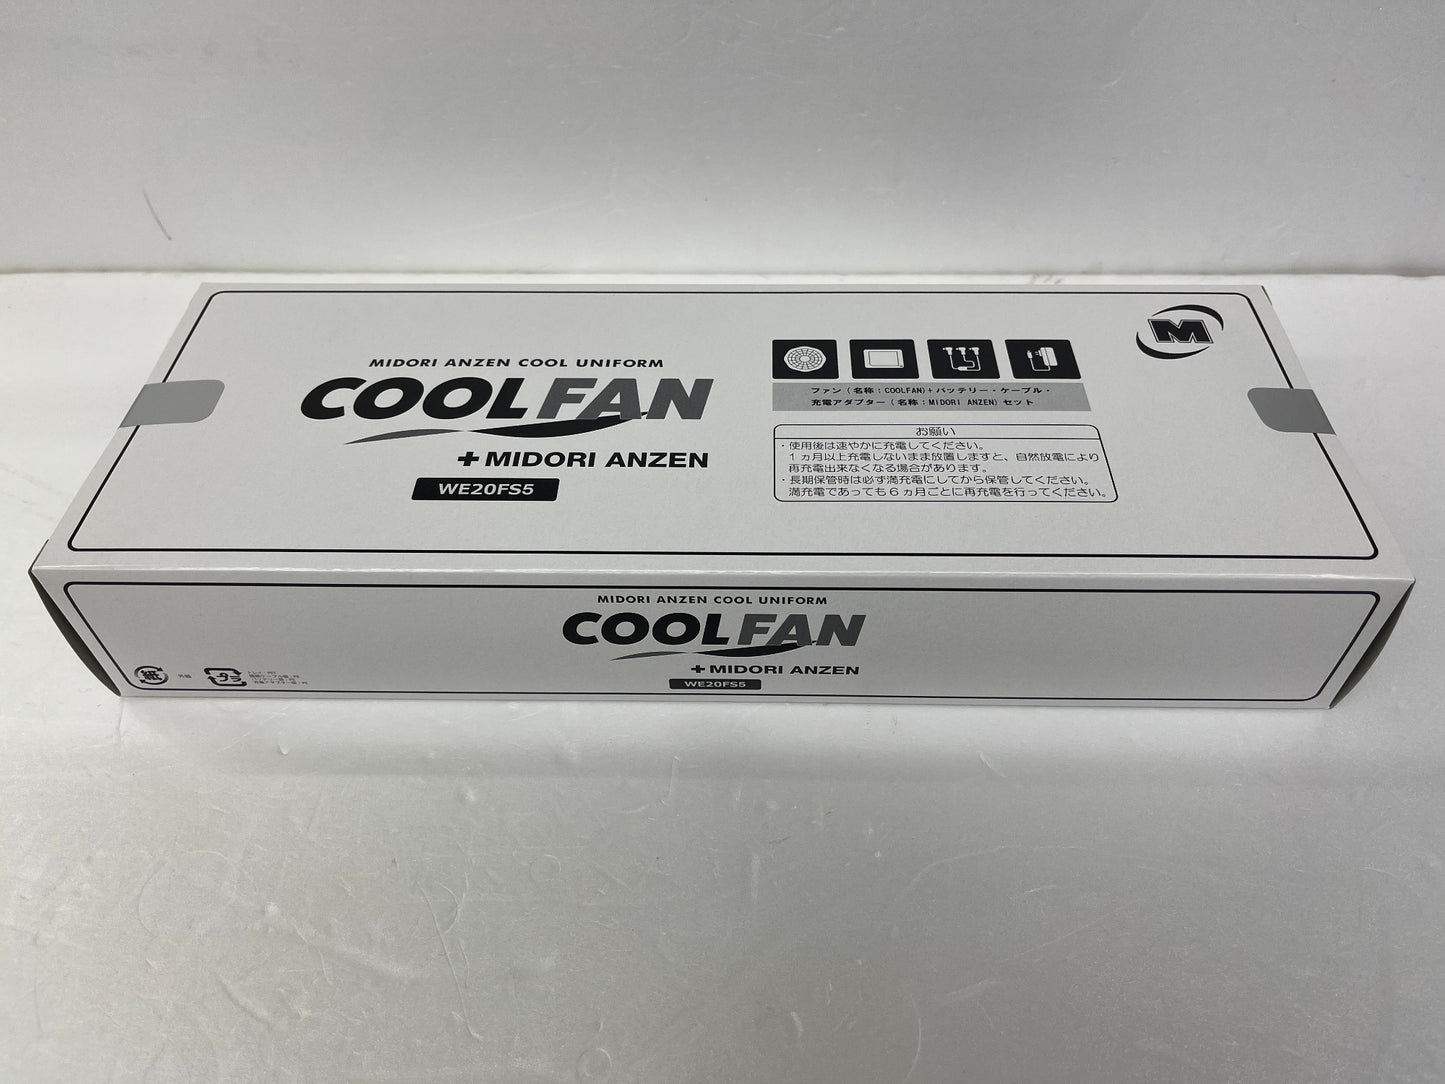 MIDORI ANZEN COOL UNIFORM
COOLFAN
+MIDORI ANZEN
WE20FS5
M
ファン(名称:COOLFAN)+バッテリー・ケーブル・
充電アダプター(名称:MIDORI ANZEN)セット
お願い
・使用後は速やかに充電してください。
1ヵ月以上充電しないまま放置しますと、自然放電により
再充電出来なくなる場合があります。
・長期保管時は必ず満充電にしてから保管してください。
満充電であっても6ヵ月ごとに再充電を行ってください。
MIDORI ANZEN COOL UNIFORM
COOLFAN
+MIDORI ANZEN
WE20FS5
紙
外箱
プラ